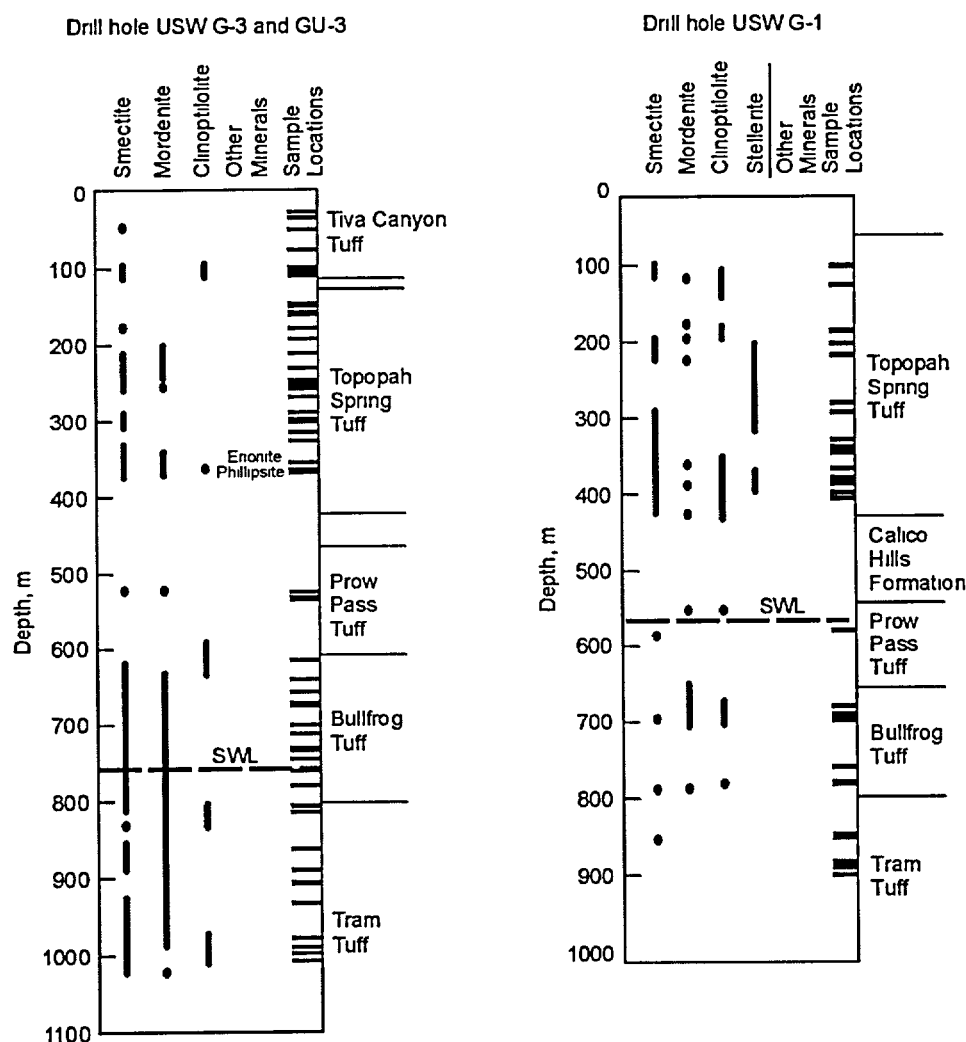 Drill hole USW G-3 and GU-3
Smectite
Mordenite
Clinoptilolite
Other
Minerals
Sample
Locations
0
100
200
300
400
500
600
700
800
900
1000
1100
Depth, m
Erionite
Phillipsite
SWL
Tiva Canyon
Tuff
Topopah
Spring
Tuff
Prow
Pass
Tuff
Bullfrog
Tuff
Tram
Tuff
Drill hole USW G-1
Smectite
Mordenite
Clinoptilolite
Stellerite
Other
Minerals
Sample
Locations
0
100
200
300
400
500
600
700
800
900
1000
Depth, m
SWL
Topopah
Spring
Tuff
Calico
Hills
Formation
Prow
Pass
Tuff
Bullfrog
Tuff
Tram
Tuff